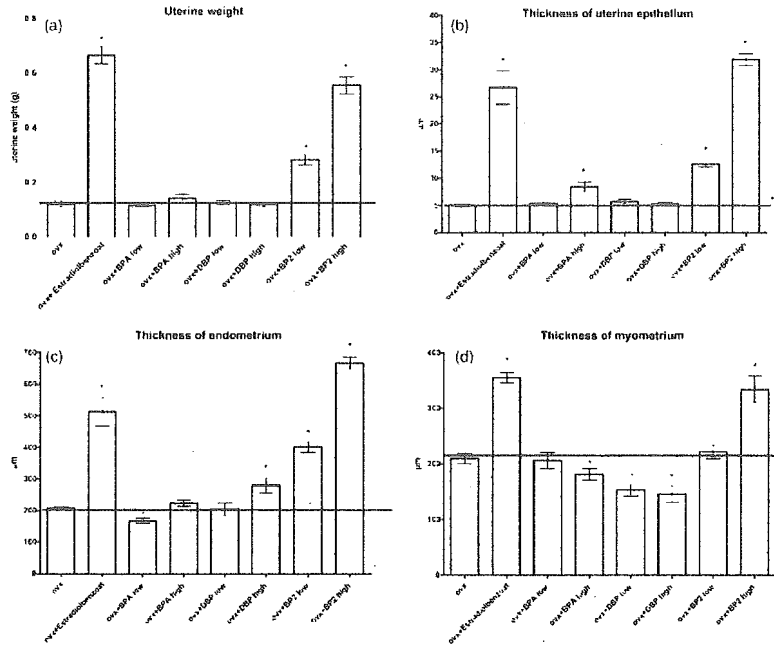 (a)
Uterine weight
uterine weight (g)
0.8
0.6
0.4
0.2
0.0
ovx
ovx+Estradiolbenzoat
ovx+BPA low
ovx+BPA high
ovx+DBP low
ovx+DBP high
ovx+BP2 low
ovx+BP2 high
(b)
Thickness of uterine epithelium
µm
35
30
25
20
15
10
5
0
ovx
ovx+Estradiolbenzoat
ovx+BPA low
ovx+BPA high
ovx+DBP low
ovx+DBP high
ovx+BP2 low
ovx+BP2 high
(c)
Thickness of endometrium
µm
700
600
500
400
300
200
100
0
ovx
ovx+Estradiolbenzoat
ovx+BPA low
ovx+BPA high
ovx+DBP low
ovx+DBP high
ovx+BP2 low
ovx+BP2 high
(d)
Thickness of myometrium
µm
400
300
200
100
0
ovx
ovx+Estradiolbenzoat
ovx+BPA low
ovx+BPA high
ovx+DBP low
ovx+DBP high
ovx+BP2 low
ovx+BP2 high